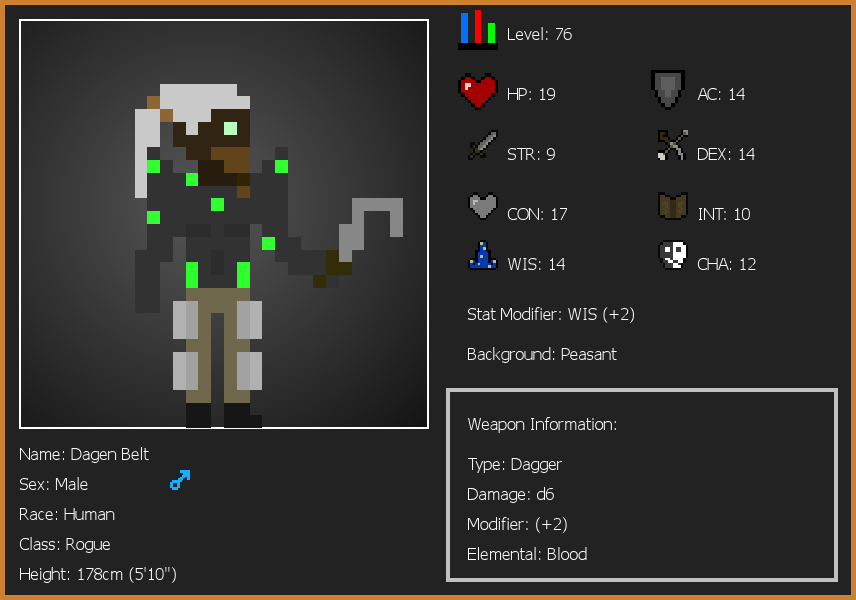 Level: 76
HP: 19
AC: 14
STR: 9
DEX: 14
CON: 17
INT: 10
WIS: 14
CHA: 12
Stat Modifier: WIS (+2)
Background: Peasant
Weapon Information:
Type: Dagger
Damage: d6
Modifier: (+2)
Elemental: Blood
Name: Dagen Belt
Sex: Male
Race: Human
Class: Rogue
Height: 178cm (5'10")